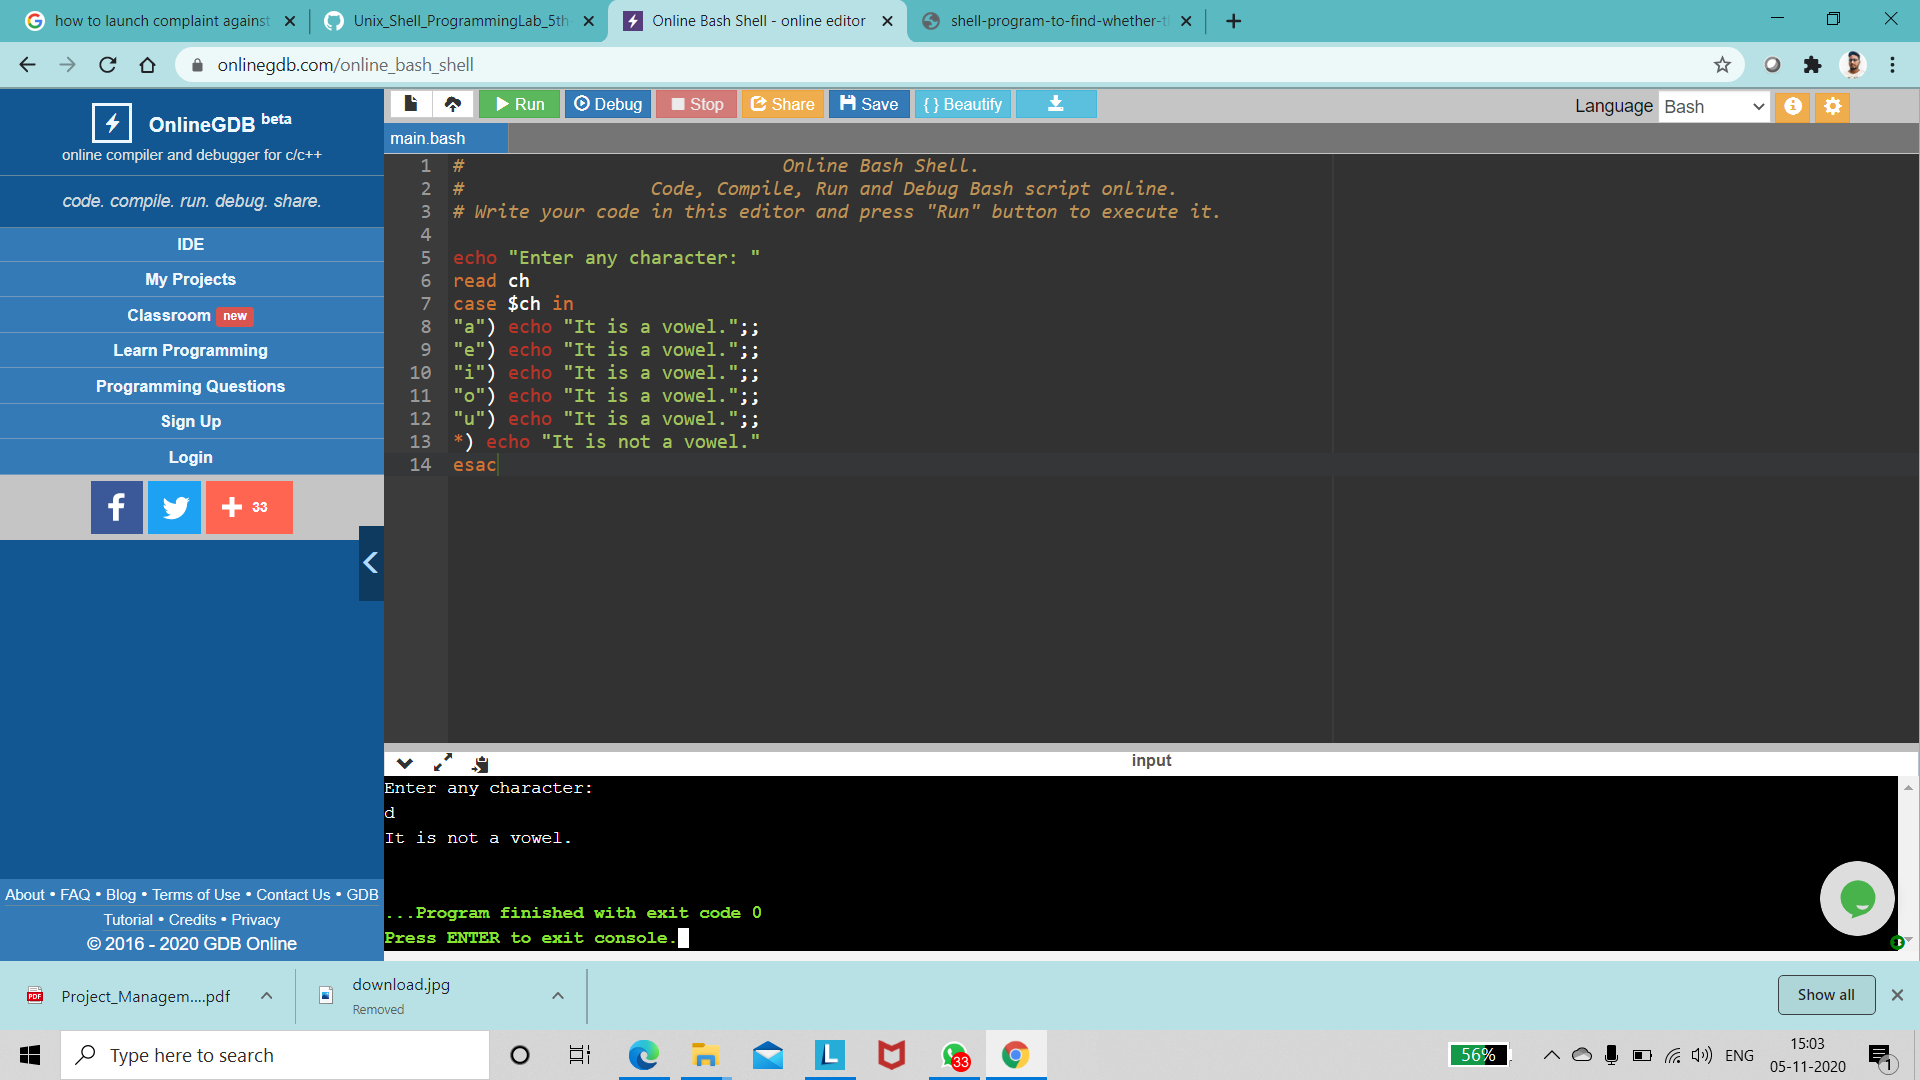 how to launch complaint against
Unix_Shell_ProgrammingLab_5th
Online Bash Shell - online editor
shell-program-to-find-whether-t
onlinegdb.com/online_bash_shell
OnlineGDB beta
online compiler and debugger for c/c++
code. compile. run. debug. share.
IDE
My Projects
Classroom new
Learn Programming
Programming Questions
Sign Up
Login
33
About • FAQ • Blog • Terms of Use • Contact Us • GDB
Tutorial • Credits • Privacy
© 2016 - 2020 GDB Online
Run Debug Stop Share Save { } Beautify
Language Bash
main.bash
1 # Online Bash Shell.
2 # Code, Compile, Run and Debug Bash script online.
3 # Write your code in this editor and press "Run" button to execute it.
4
5 echo "Enter any character: "
6 read ch
7 case $ch in
8 "a") echo "It is a vowel.";;
9 "e") echo "It is a vowel.";;
10 "i") echo "It is a vowel.";;
11 "o") echo "It is a vowel.";;
12 "u") echo "It is a vowel.";;
13 *) echo "It is not a vowel."
14 esac
input
Enter any character:
d
It is not a vowel.
...Program finished with exit code 0
Press ENTER to exit console.
PDF
Project_Managem....pdf
download.jpg
Removed
Show all
Type here to search
L
33
56%
ENG
15:03
05-11-2020
1